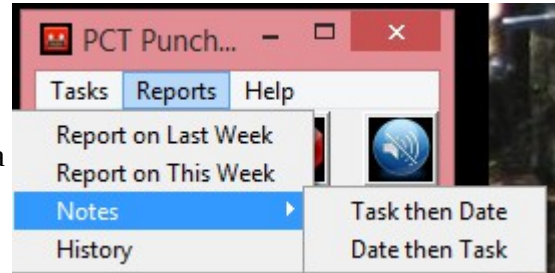 PCT Punch...
Tasks Reports Help
Report on Last Week
Report on This Week
Notes
Task then Date
History
Date then Task